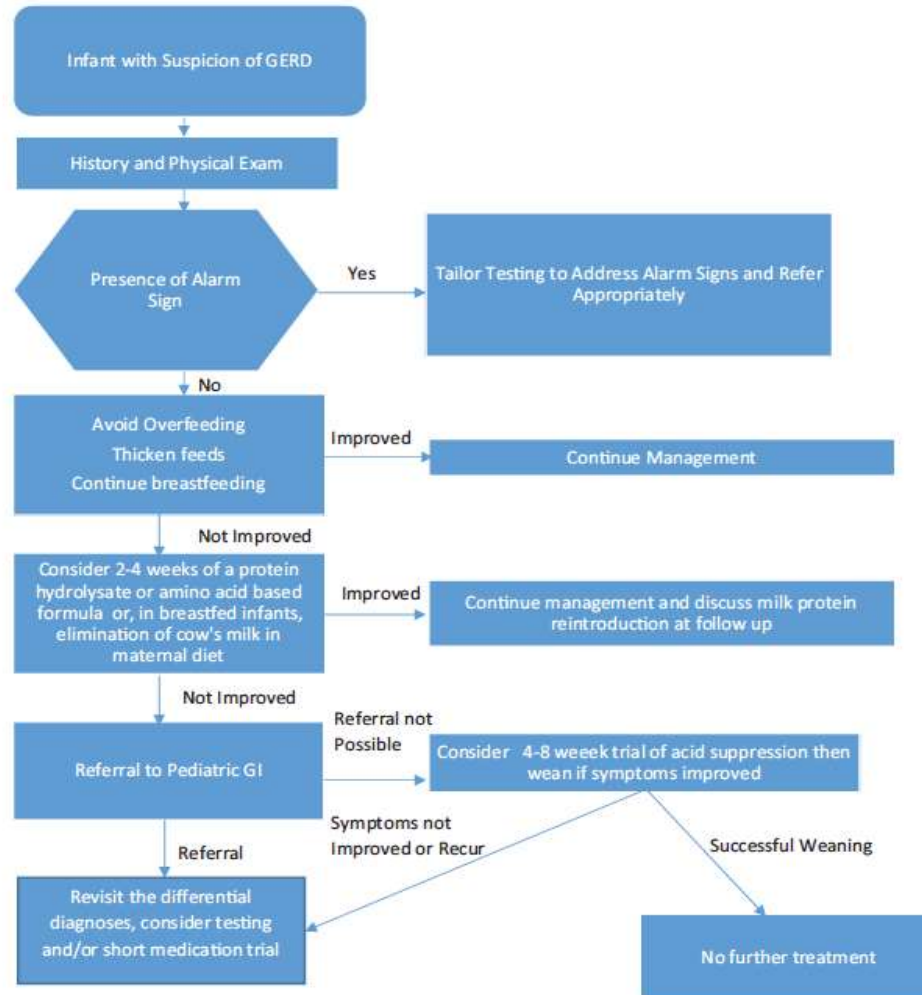 Infant with Suspicion of GERD
History and Physical Exam
Presence of Alarm
Sign
Yes
Tailor Testing to Address Alarm Signs and Refer
Appropriately
No
Avoid Overfeeding
Thicken feeds
Continue breastfeeding
Improved
Continue Management
Not Improved
Consider 2-4 weeks of a protein
hydrolysate or amino acid based
formula or, in breastfed infants,
elimination of cow's milk in
maternal diet
Improved
Continue management and discuss milk protein
reintroduction at follow up
Not Improved
Referral to Pediatric GI
Referral not
Possible
Consider 4-8 weeek trial of acid suppression then
wean if symptoms improved
Symptoms not
Improved or Recur
Referral
Successful Weaning
Revisit the differential
diagnoses, consider testing
and/or short medication trial
No further treatment